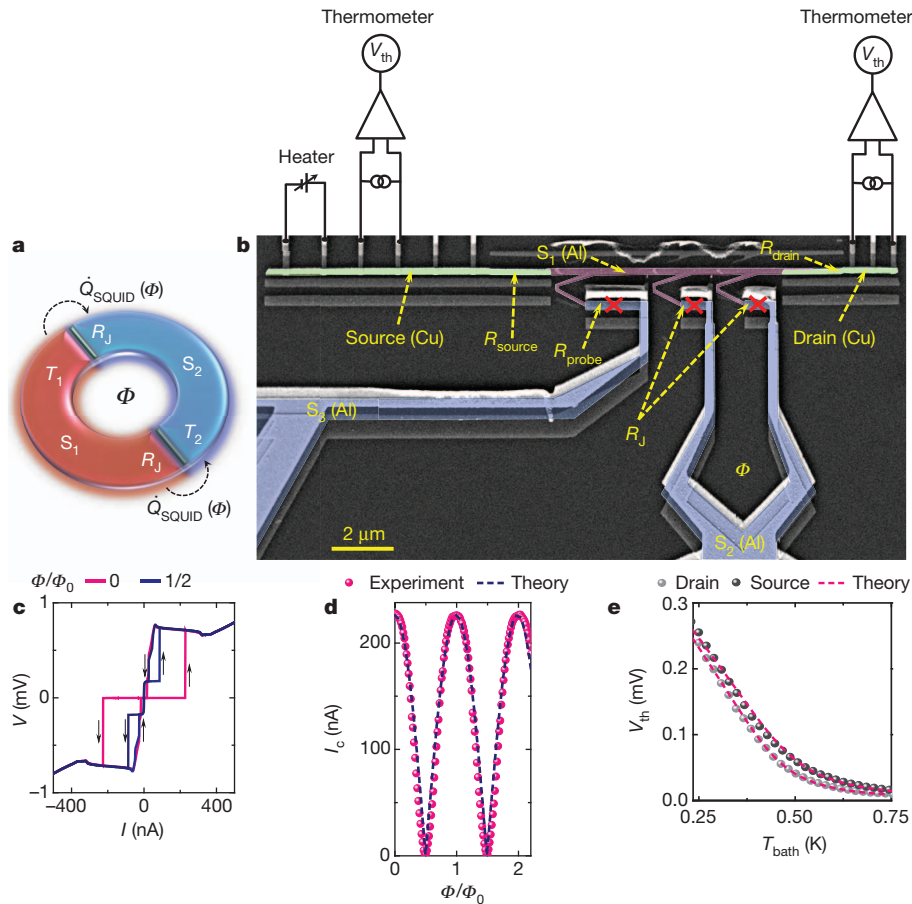 Thermometer
Thermometer
V_th
V_th
Heater
a
Q̇_SQUID (Φ)
R_J
S_2
T_1
Φ
S_1
T_2
R_J
Q̇_SQUID (Φ)
b
S_1 (Al)
R_drain
Source (Cu)
R_source
R_probe
Drain (Cu)
S_3 (Al)
R_J
Φ
2 μm
S_2 (Al)
Φ/Φ_0 0 1/2
c
1
0
−1
V (mV)
−400 0 400
I (nA)
Experiment Theory
d
200
100
0
I_c (nA)
0 1 2
Φ/Φ_0
Drain Source Theory
e
0.3
0.2
0.1
0.0
V_th (mV)
0.25 0.50 0.75
T_bath (K)